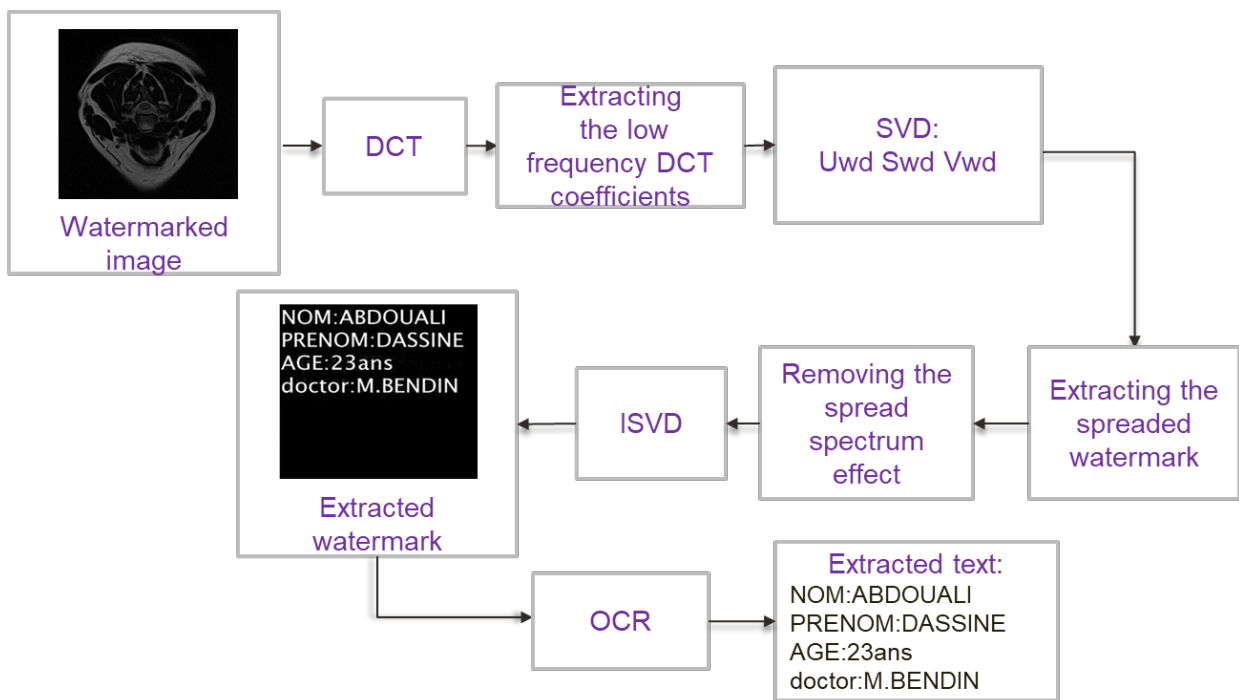 Watermarked
image
DCT
Extracting
the low
frequency DCT
coefficients
SVD:
Uwd Swd Vwd
Extracting the
spreaded
watermark
Removing the
spread
spectrum
effect
ISVD
NOM:ABDOUALI
PRENOM:DASSINE
AGE:23ans
doctor:M.BENDIN
Extracted
watermark
OCR
Extracted text:
NOM:ABDOUALI
PRENOM:DASSINE
AGE:23ans
doctor:M.BENDIN